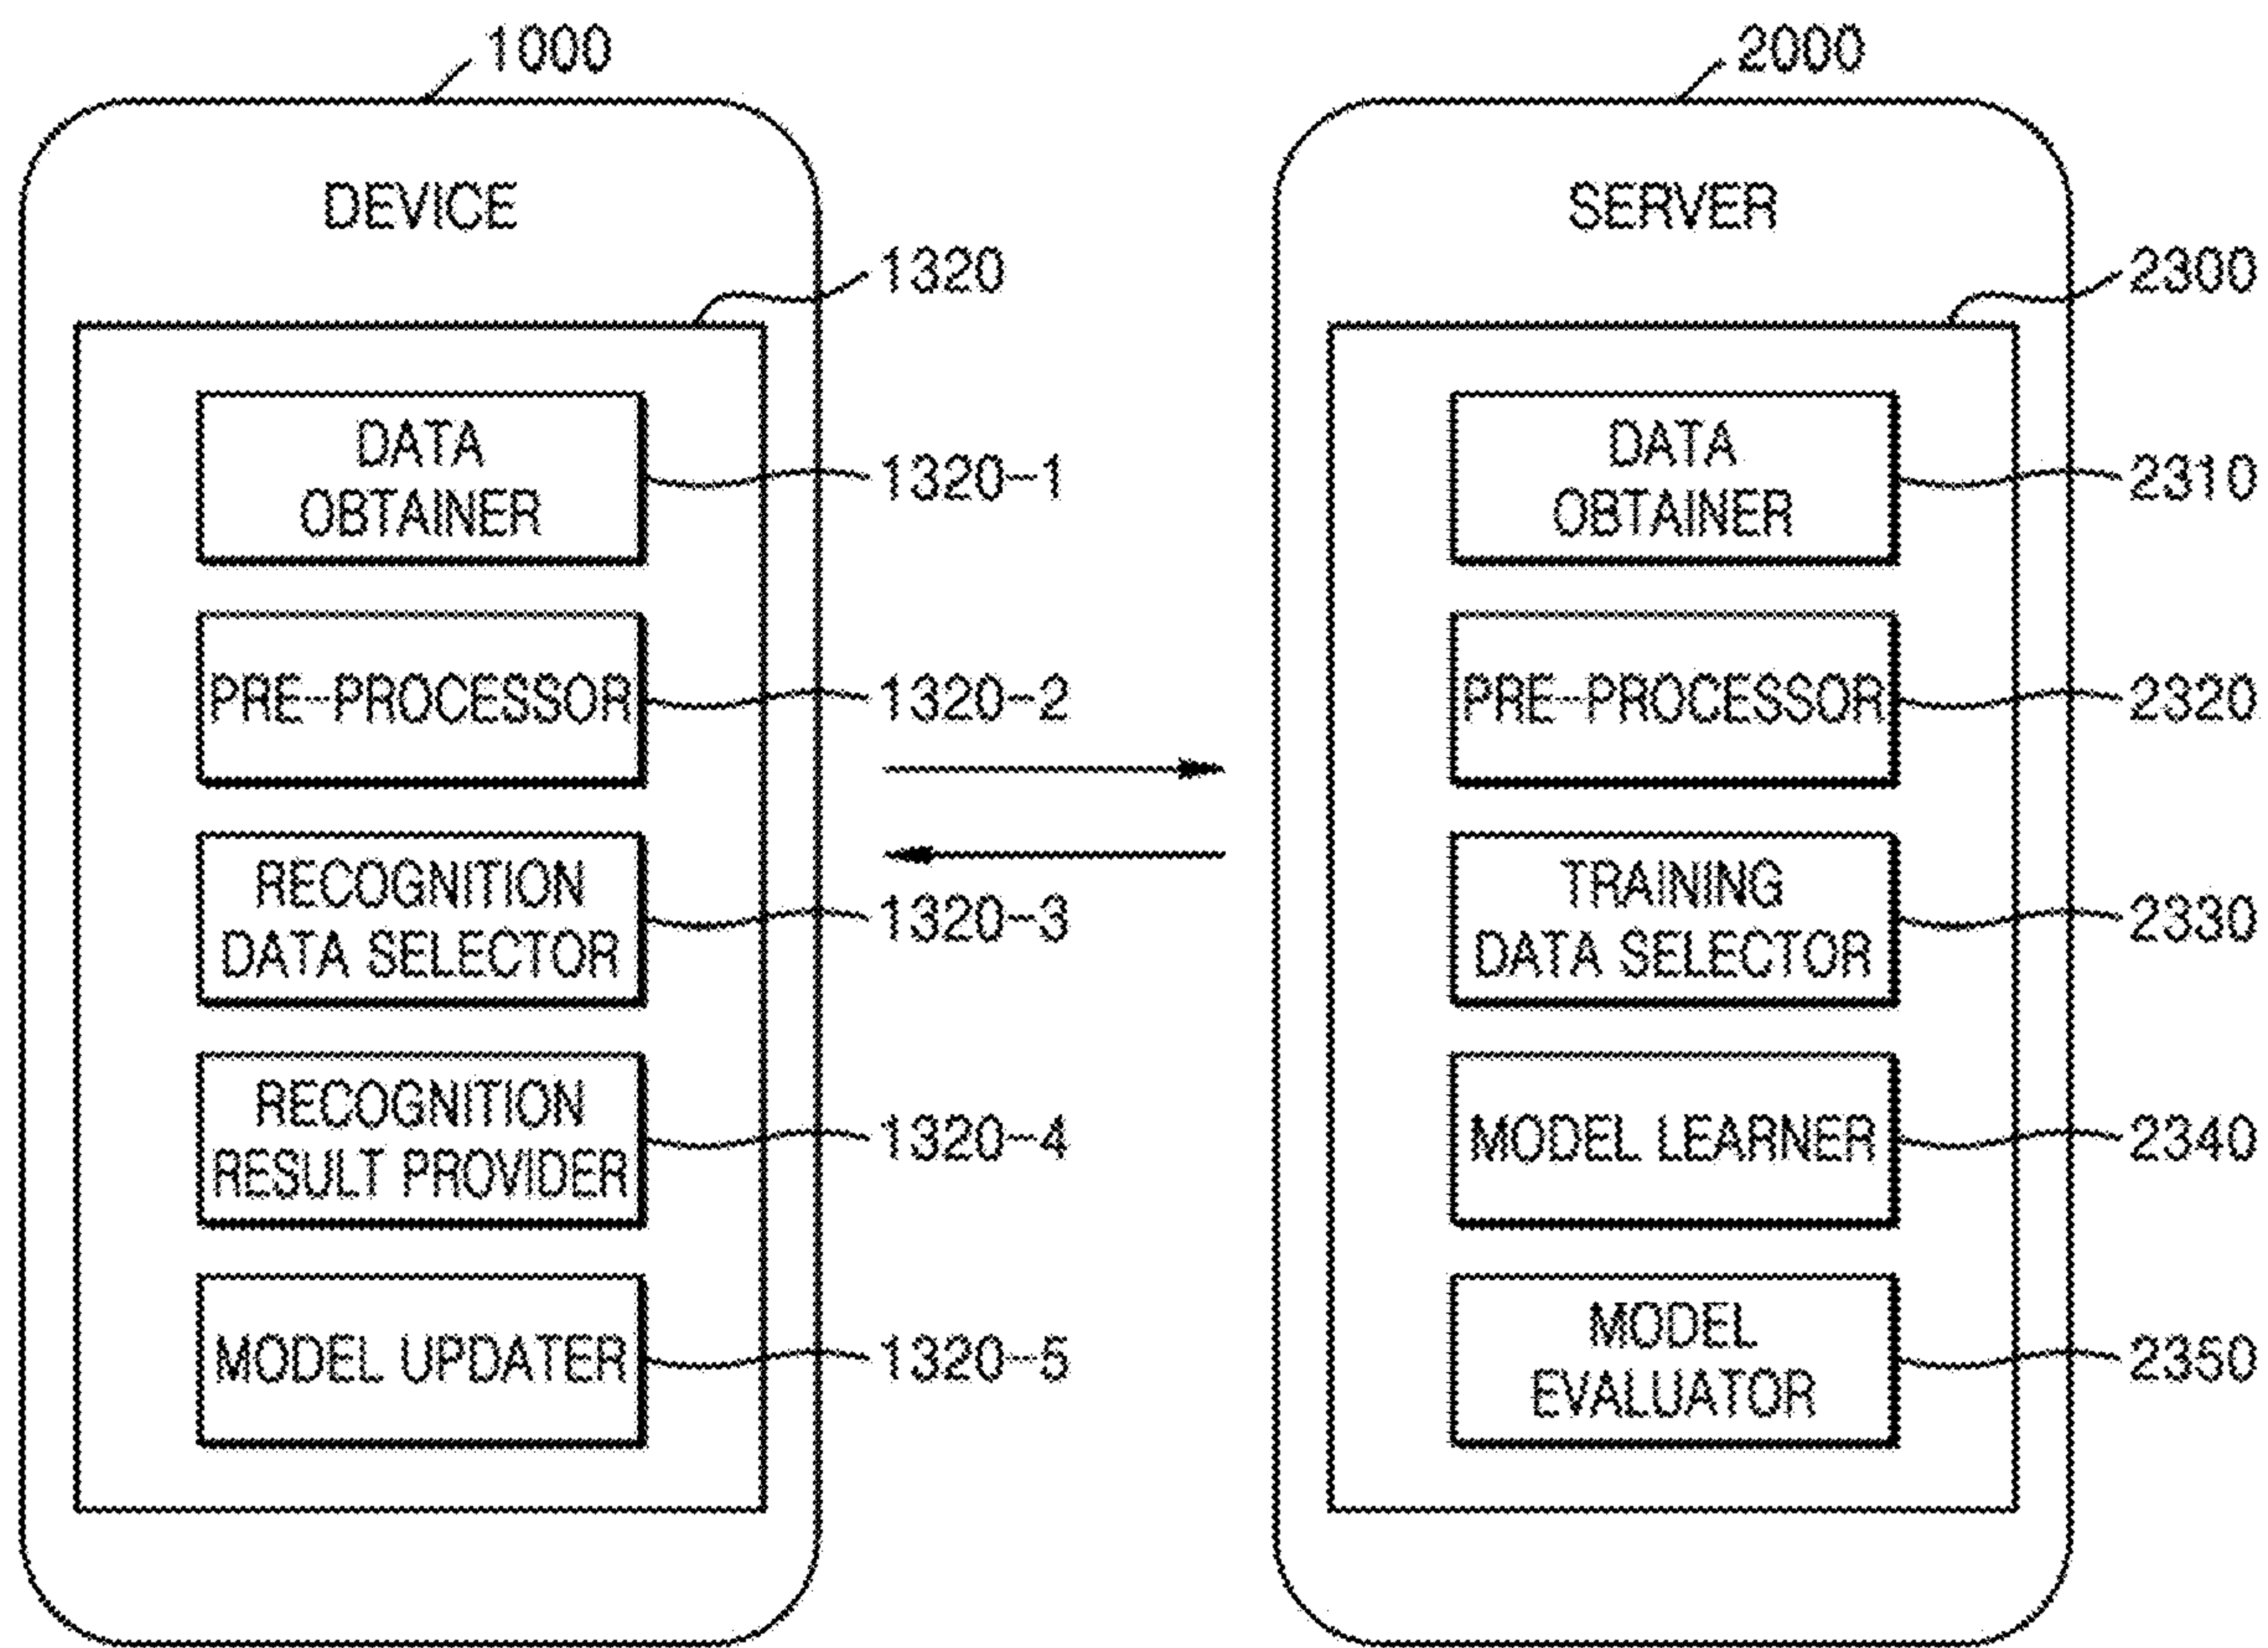 1000
DEVICE
1320
DATA
OBTAINER
1320-1
PRE-PROCESSOR
1320-2
RECOGNITION
DATA SELECTOR
1320-3
RECOGNITION
RESULT PROVIDER
1320-4
MODEL UPDATER
1320-5
2000
SERVER
2300
DATA
OBTAINER
2310
PRE-PROCESSOR
2320
TRAINING
DATA SELECTOR
2330
MODEL LEARNER
2340
MODEL
EVALUATOR
2350